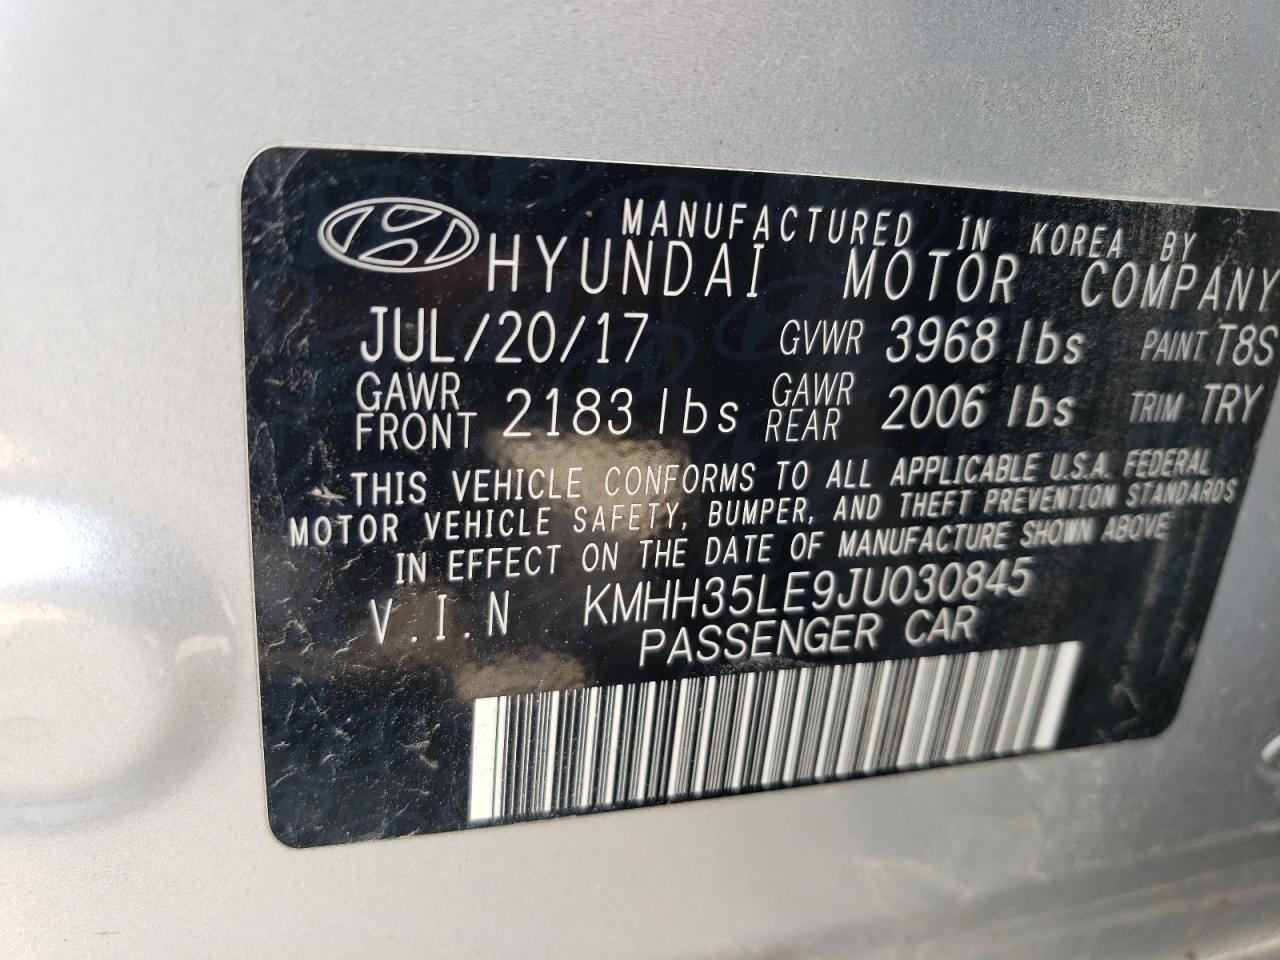 MANUFACTURED IN KOREA BY
HYUNDAI MOTOR COMPANY
JUL/20/17 GVWR 3968 lbs PAINT T8S
GAWR FRONT 2183 lbs GAWR REAR 2006 lbs TRIM TRY
THIS VEHICLE CONFORMS TO ALL APPLICABLE U.S.A. FEDERAL
MOTOR VEHICLE SAFETY, BUMPER, AND THEFT PREVENTION STANDARDS
IN EFFECT ON THE DATE OF MANUFACTURE SHOWN ABOVE
V.I.N KMHH35LE9JU030845
PASSENGER CAR